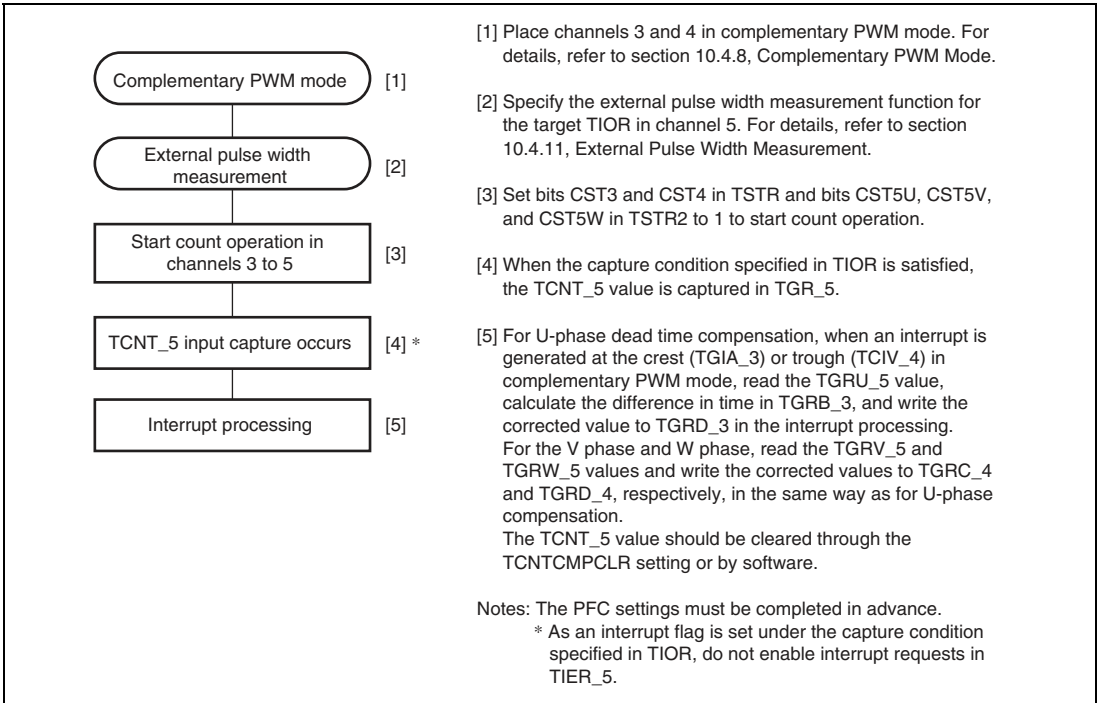 Complementary PWM mode [1]
External pulse width
measurement [2]
Start count operation in
channels 3 to 5 [3]
TCNT_5 input capture occurs [4] *
Interrupt processing [5]
[1] Place channels 3 and 4 in complementary PWM mode. For
details, refer to section 10.4.8, Complementary PWM Mode.
[2] Specify the external pulse width measurement function for
the target TIOR in channel 5. For details, refer to section
10.4.11, External Pulse Width Measurement.
[3] Set bits CST3 and CST4 in TSTR and bits CST5U, CST5V,
and CST5W in TSTR2 to 1 to start count operation.
[4] When the capture condition specified in TIOR is satisfied,
the TCNT_5 value is captured in TGR_5.
[5] For U-phase dead time compensation, when an interrupt is
generated at the crest (TGIA_3) or trough (TCIV_4) in
complementary PWM mode, read the TGRU_5 value,
calculate the difference in time in TGRB_3, and write the
corrected value to TGRD_3 in the interrupt processing.
For the V phase and W phase, read the TGRV_5 and
TGRW_5 values and write the corrected values to TGRC_4
and TGRD_4, respectively, in the same way as for U-phase
compensation.
The TCNT_5 value should be cleared through the
TCNTCMPCLR setting or by software.
Notes: The PFC settings must be completed in advance.
* As an interrupt flag is set under the capture condition
specified in TIOR, do not enable interrupt requests in
TIER_5.